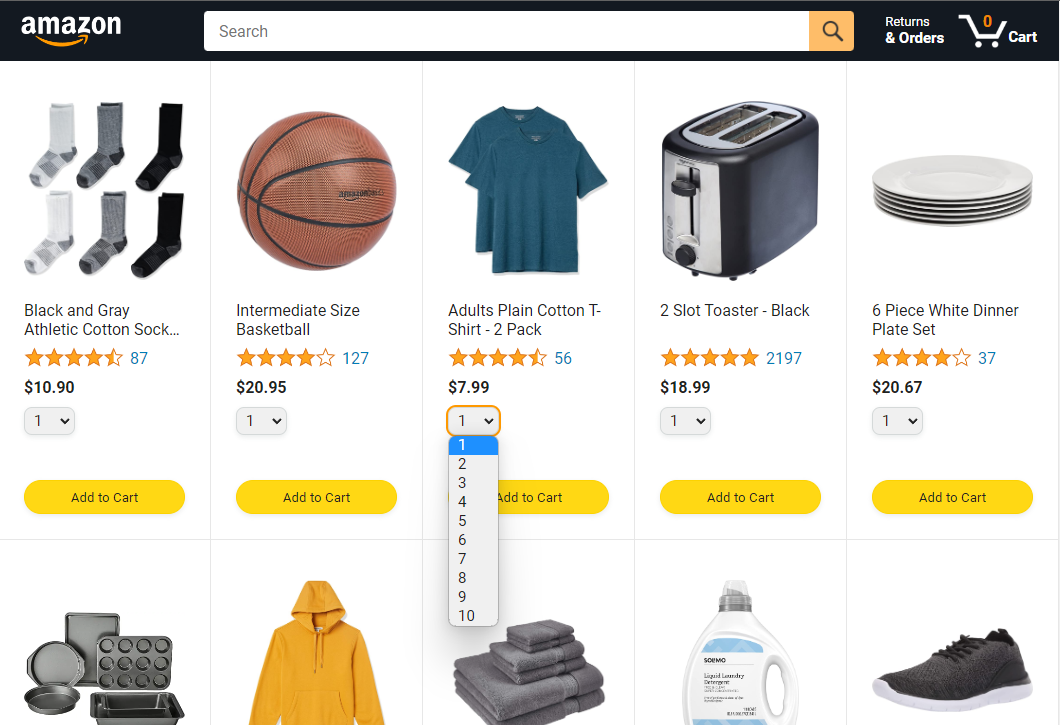 amazon
Search
Returns
& Orders
0
Cart
Black and Gray
Athletic Cotton Sock...
87
$10.90
1
Add to Cart
Intermediate Size
Basketball
127
$20.95
1
Add to Cart
Adults Plain Cotton T-
Shirt - 2 Pack
56
$7.99
1
1
2
3
4
5
6
7
8
9
10
Add to Cart
2 Slot Toaster - Black
2197
$18.99
1
Add to Cart
6 Piece White Dinner
Plate Set
37
$20.67
1
Add to Cart
SOLIMO
Liquid Laundry
Detergent